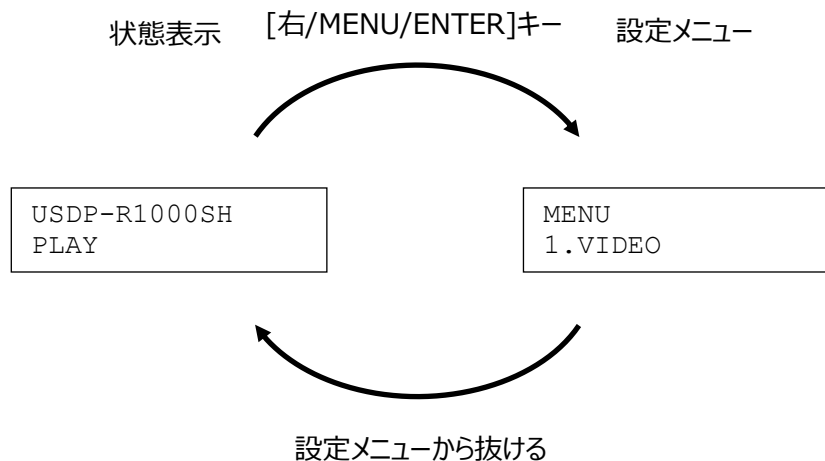 状態表示
[右/MENU/ENTER]キー
設定メニュー
USDP-R1000SH
PLAY
MENU
1.VIDEO
設定メニューから抜ける